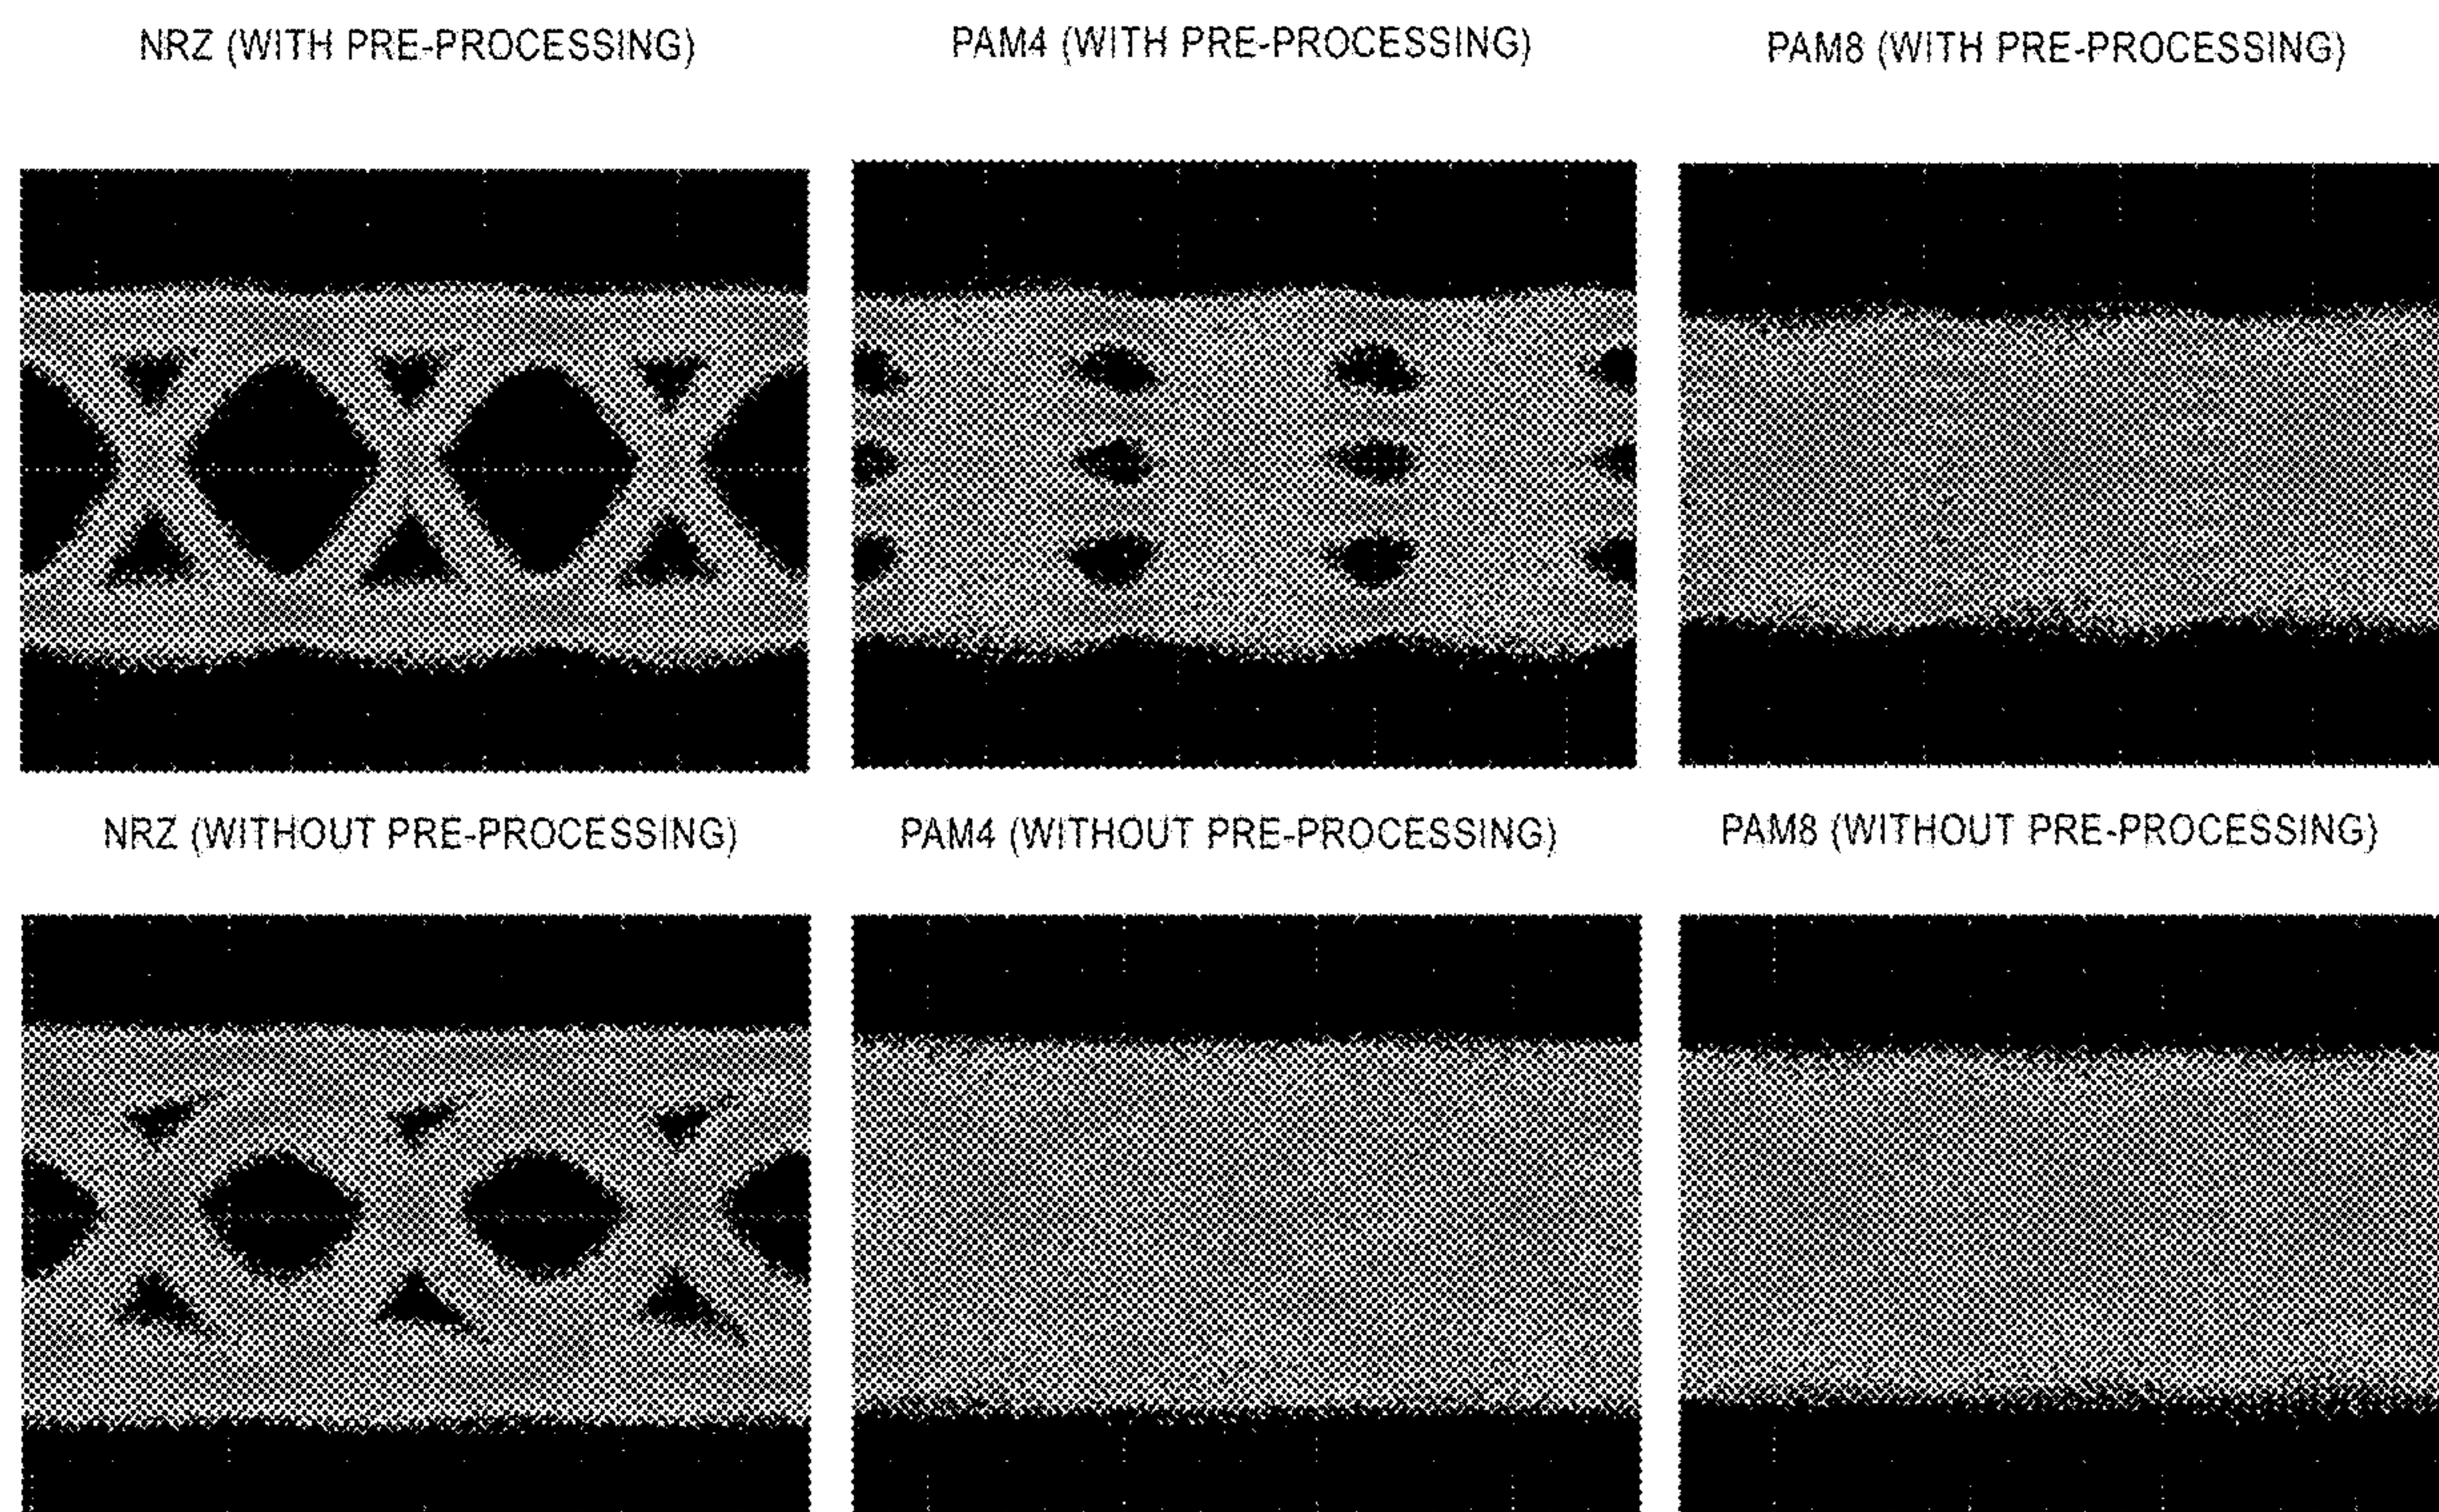 NRZ (WITH PRE-PROCESSING)
PAM4 (WITH PRE-PROCESSING)
PAM8 (WITH PRE-PROCESSING)
NRZ (WITHOUT PRE-PROCESSING)
PAM4 (WITHOUT PRE-PROCESSING)
PAM8 (WITHOUT PRE-PROCESSING)